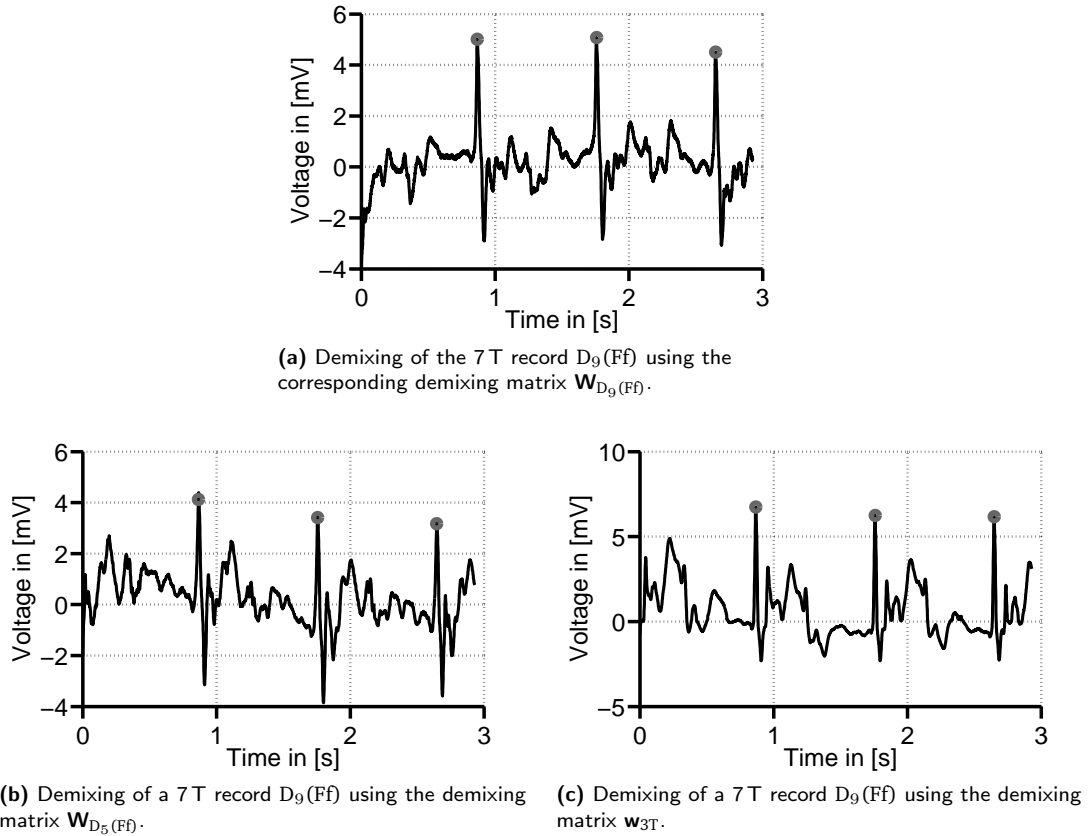 6
4
2
0
−2
−4
Voltage in [mV]
0 1 2 3
Time in [s]
(a) Demixing of the 7 T record D₉(Ff) using the
corresponding demixing matrix W_D₉(Ff).
6
4
2
0
−2
−4
Voltage in [mV]
0 1 2 3
Time in [s]
(b) Demixing of a 7 T record D₉(Ff) using the demixing
matrix W_D₅(Ff).
10
5
0
−5
Voltage in [mV]
0 1 2 3
Time in [s]
(c) Demixing of a 7 T record D₉(Ff) using the demixing
matrix w₃T.